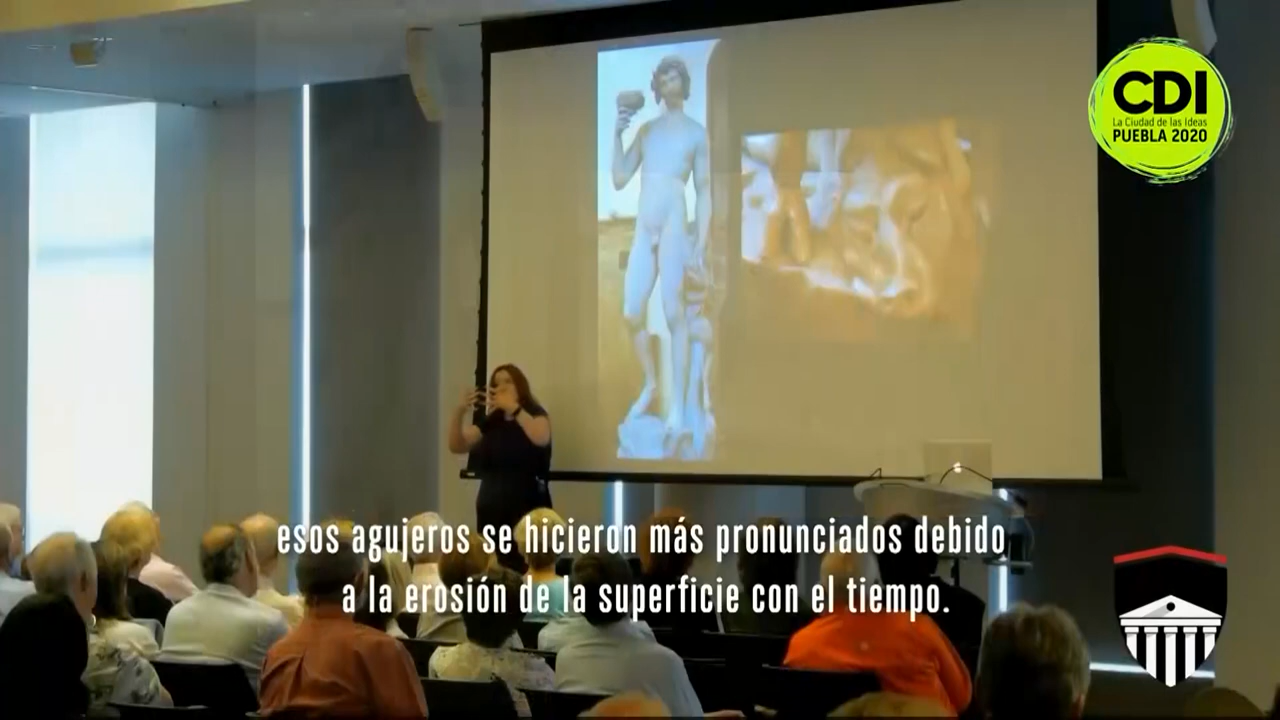 CDI
La Ciudad de las Ideas
PUEBLA 2020
esos agujeros se hicieron más pronunciados debido
a la erosión de la superficie con el tiempo.